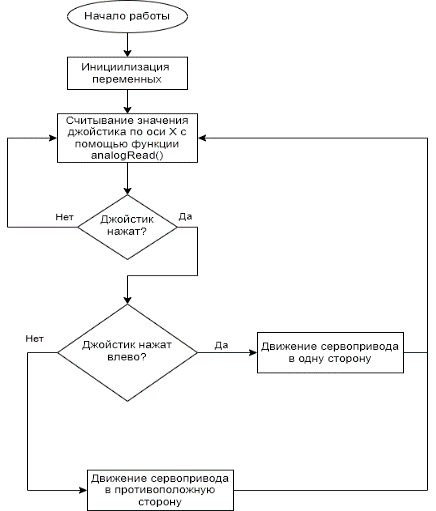 Начало работы
Инициилизация
переменных
Считывание значения
джойстика по оси X с
помощью функции
analogRead()
Нет
Да
Джойстик
нажат?
Нет
Джойстик нажат
влево?
Да
Движение сервопривода
в одну сторону
Движение сервопривода
в противоположную
сторону